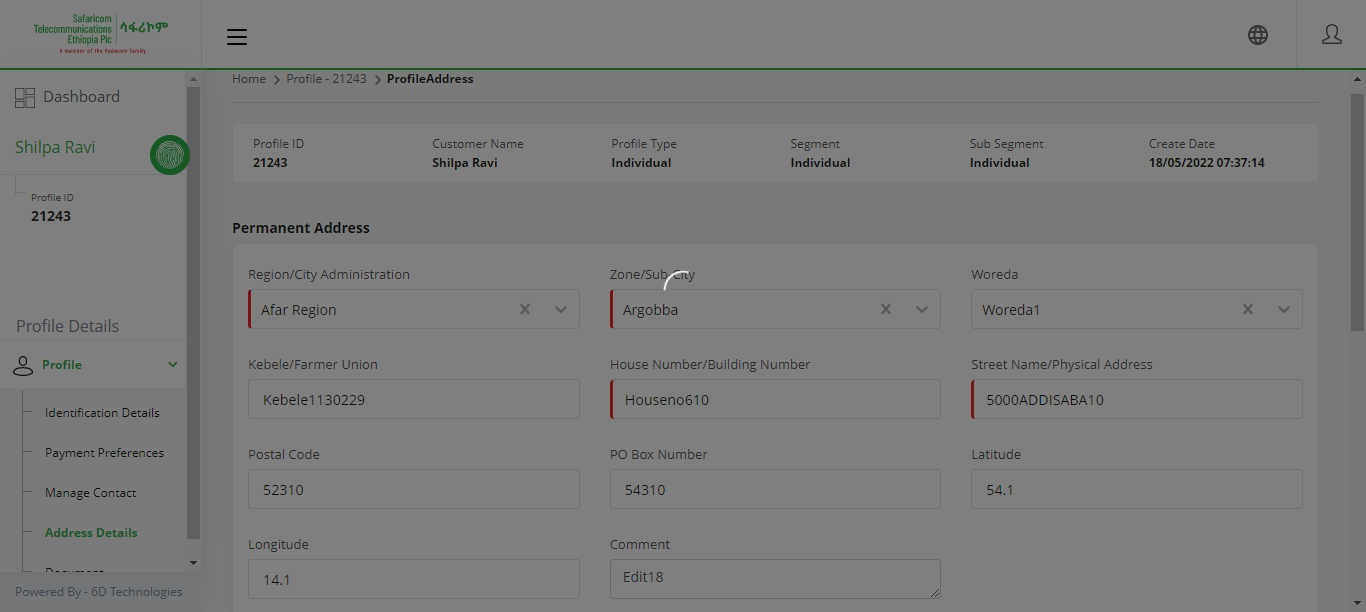 Safaricom
Telecommunications
Ethiopia Plc
ሳፋሪኮም
A member of the Vodacom family
Dashboard
Shilpa Ravi
Profile ID
21243
Profile Details
Profile
Identification Details
Payment Preferences
Manage Contact
Address Details
Document
Powered By - 6D Technologies
Home > Profile - 21243 > ProfileAddress
Profile ID Customer Name Profile Type Segment Sub Segment Create Date
21243 Shilpa Ravi Individual Individual Individual 18/05/2022 07:37:14
Permanent Address
Region/City Administration Zone/Sub-City Woreda
Afar Region Argobba Woreda1
Kebele/Farmer Union House Number/Building Number Street Name/Physical Address
Kebele1130229 Houseno610 5000ADDISABA10
Postal Code PO Box Number Latitude
52310 54310 54.1
Longitude Comment
14.1 Edit18